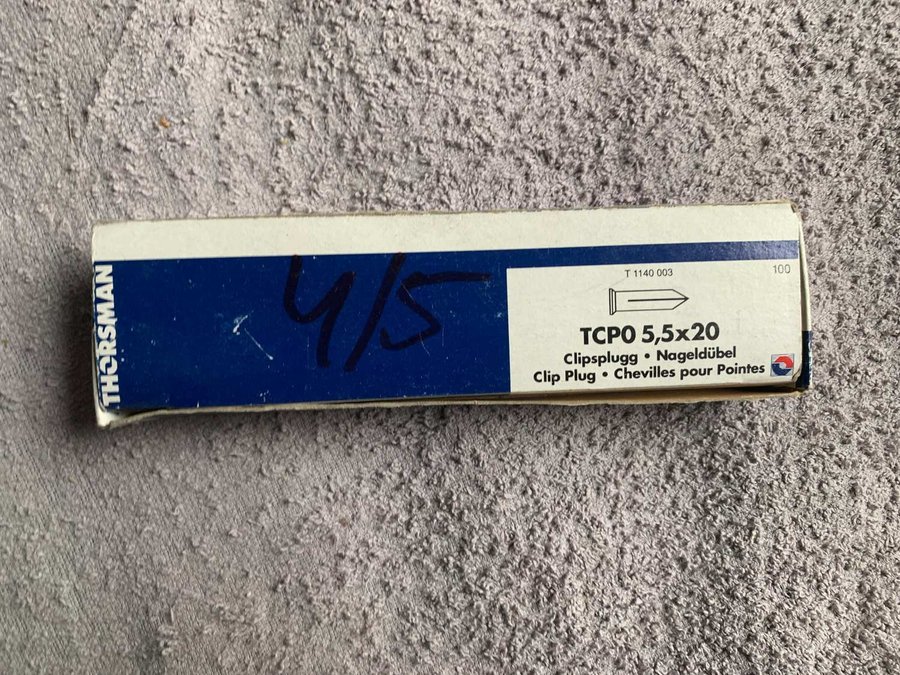 THORSMAN
4/5
T 1140 003
100
TCP0 5,5x20
Clipsplugg • Nageldübel
Clip Plug • Chevilles pour Pointes